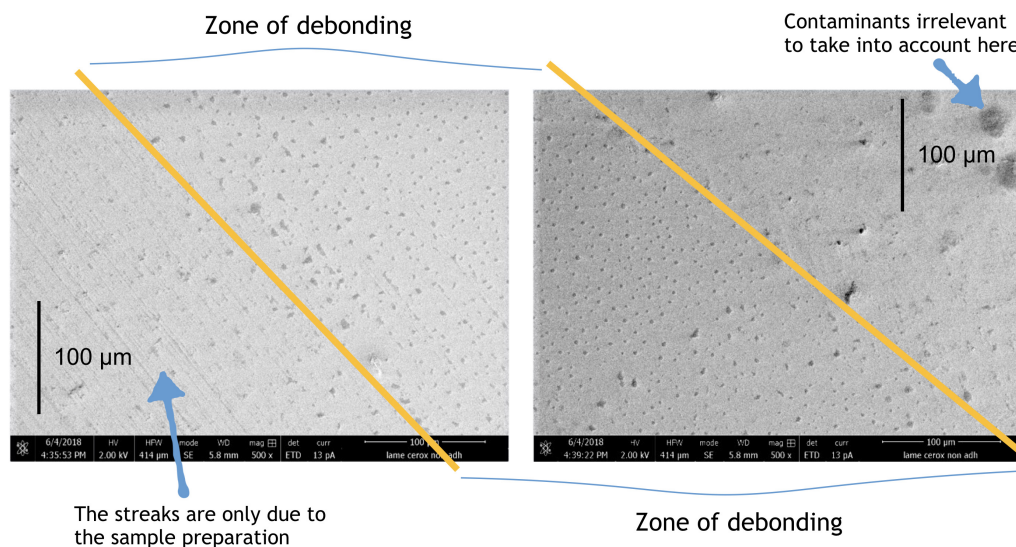 Zone of debonding
Contaminants irrelevant
to take into account here
100 µm
100 µm
6/4/2018 HV HFW mode WD mag det curr 100 µm
4:35:53 PM 2.00 kV 414 µm SE 5.8 mm 500 x ETD 13 pA lame cerox non adh
6/4/2018 HV HFW mode WD mag det curr 100 µm
4:39:22 PM 2.00 kV 414 µm SE 5.8 mm 500 x ETD 13 pA lame cerox non adh
The streaks are only due to
the sample preparation
Zone of debonding